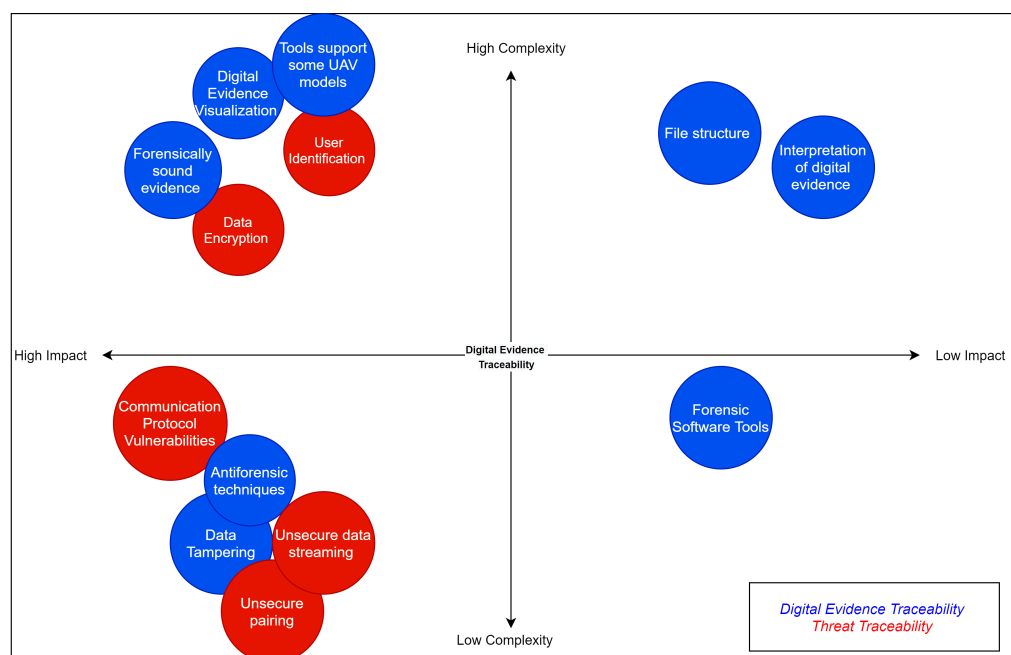 High Complexity
Tools support
some UAV
models
Digital
Evidence
Visualization
User
Identification
Forensically
sound
evidence
Data
Encryption
File structure
Interpretation
of digital
evidence
High Impact
Digital Evidence
Traceability
Low Impact
Communication
Protocol
Vulnerabilities
Antiforensic
techniques
Data
Tampering
Unsecure data
streaming
Unsecure
pairing
Forensic
Software Tools
Low Complexity
Digital Evidence Traceability
Threat Traceability